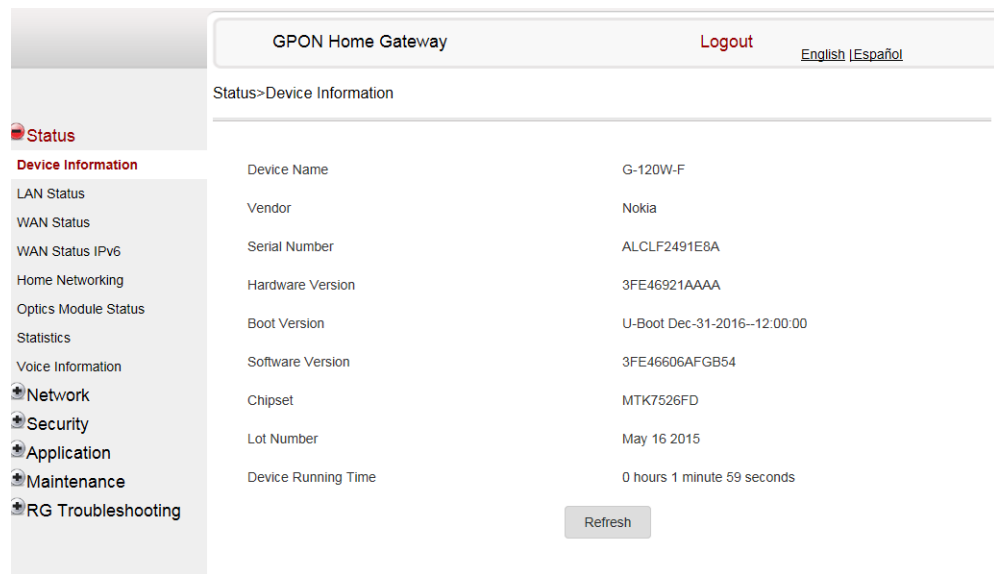 GPON Home Gateway Logout English | Español
Status>Device Information
Status
Device Information
LAN Status
WAN Status
WAN Status IPv6
Home Networking
Optics Module Status
Statistics
Voice Information
Network
Security
Application
Maintenance
RG Troubleshooting
Device Name G-120W-F
Vendor Nokia
Serial Number ALCLF2491E8A
Hardware Version 3FE46921AAAA
Boot Version U-Boot Dec-31-2016--12:00:00
Software Version 3FE46606AFGB54
Chipset MTK7526FD
Lot Number May 16 2015
Device Running Time 0 hours 1 minute 59 seconds
Refresh